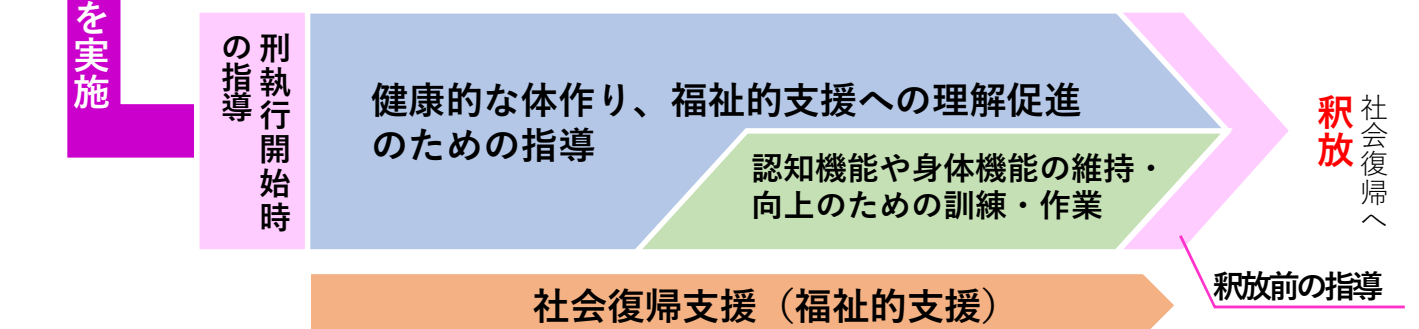 を実施
刑執行開始時
の指導
健康的な体作り、福祉的支援への理解促進
のための指導
認知機能や身体機能の維持・
向上のための訓練・作業
社会復帰へ
釈放
釈放前の指導
社会復帰支援（福祉的支援）